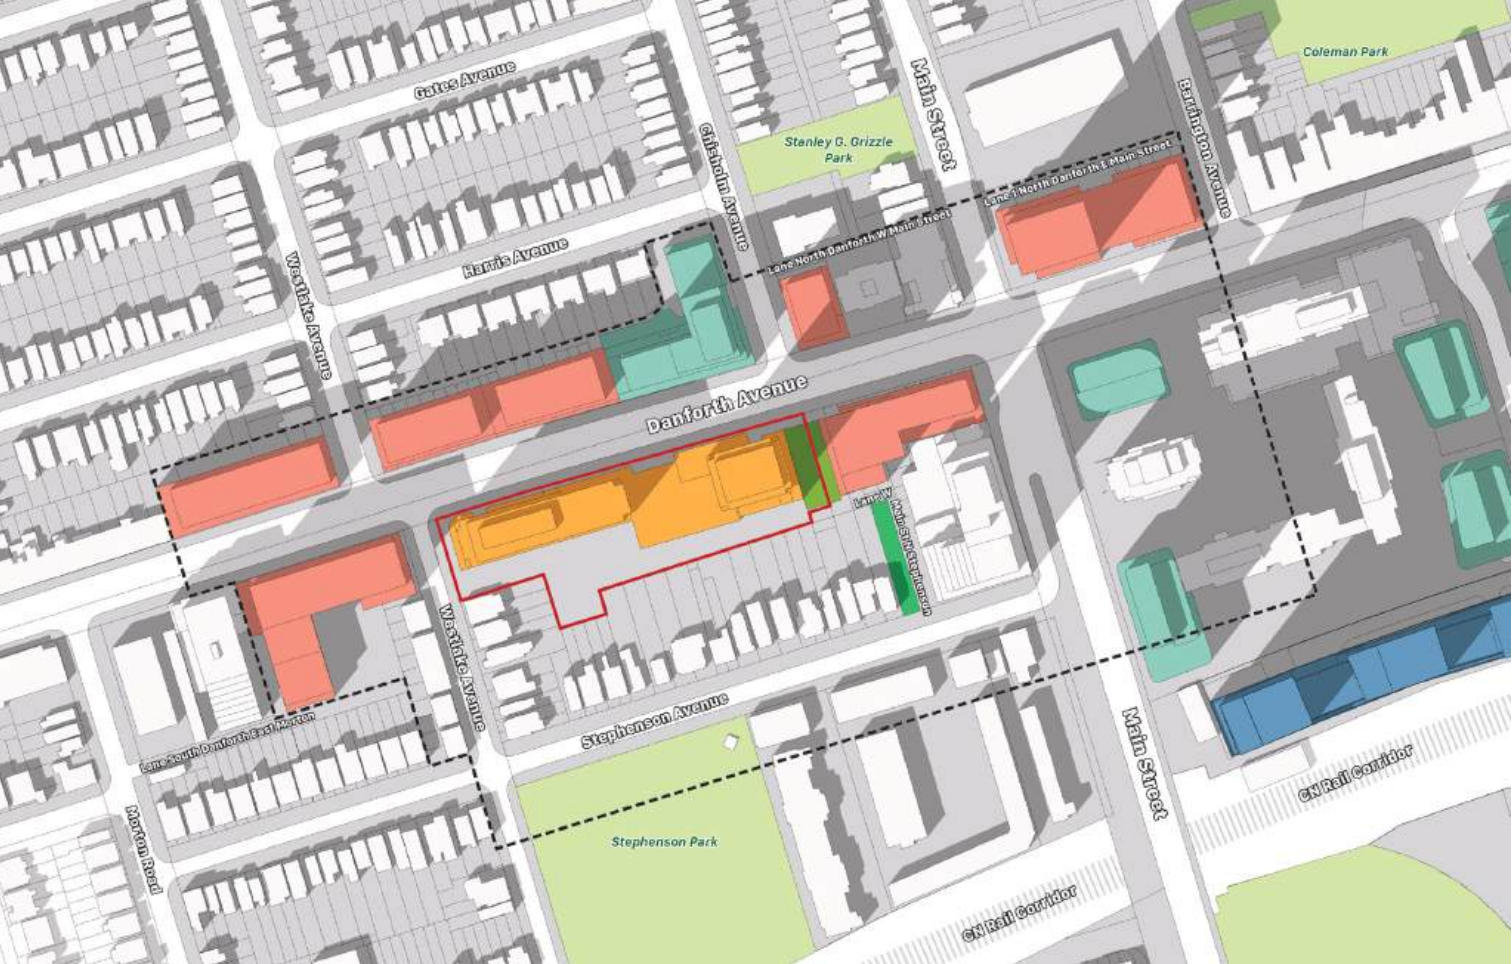 Coleman Park
Gates Avenue
Main Street
Barrington Avenue
Chisholm Avenue
Stanley G. Grizzle
Park
Lane 1 North Danforth E Main Street
Lane North Danforth W Main Street
Harris Avenue
Westlake Avenue
Danforth Avenue
Lane W
Main St N Stephenson
Westlake Avenue
Stephenson Avenue
Lane South Danforth East Morton
Main Street
CN Rail Corridor
Morton Road
Stephenson Park
CN Rail Corridor